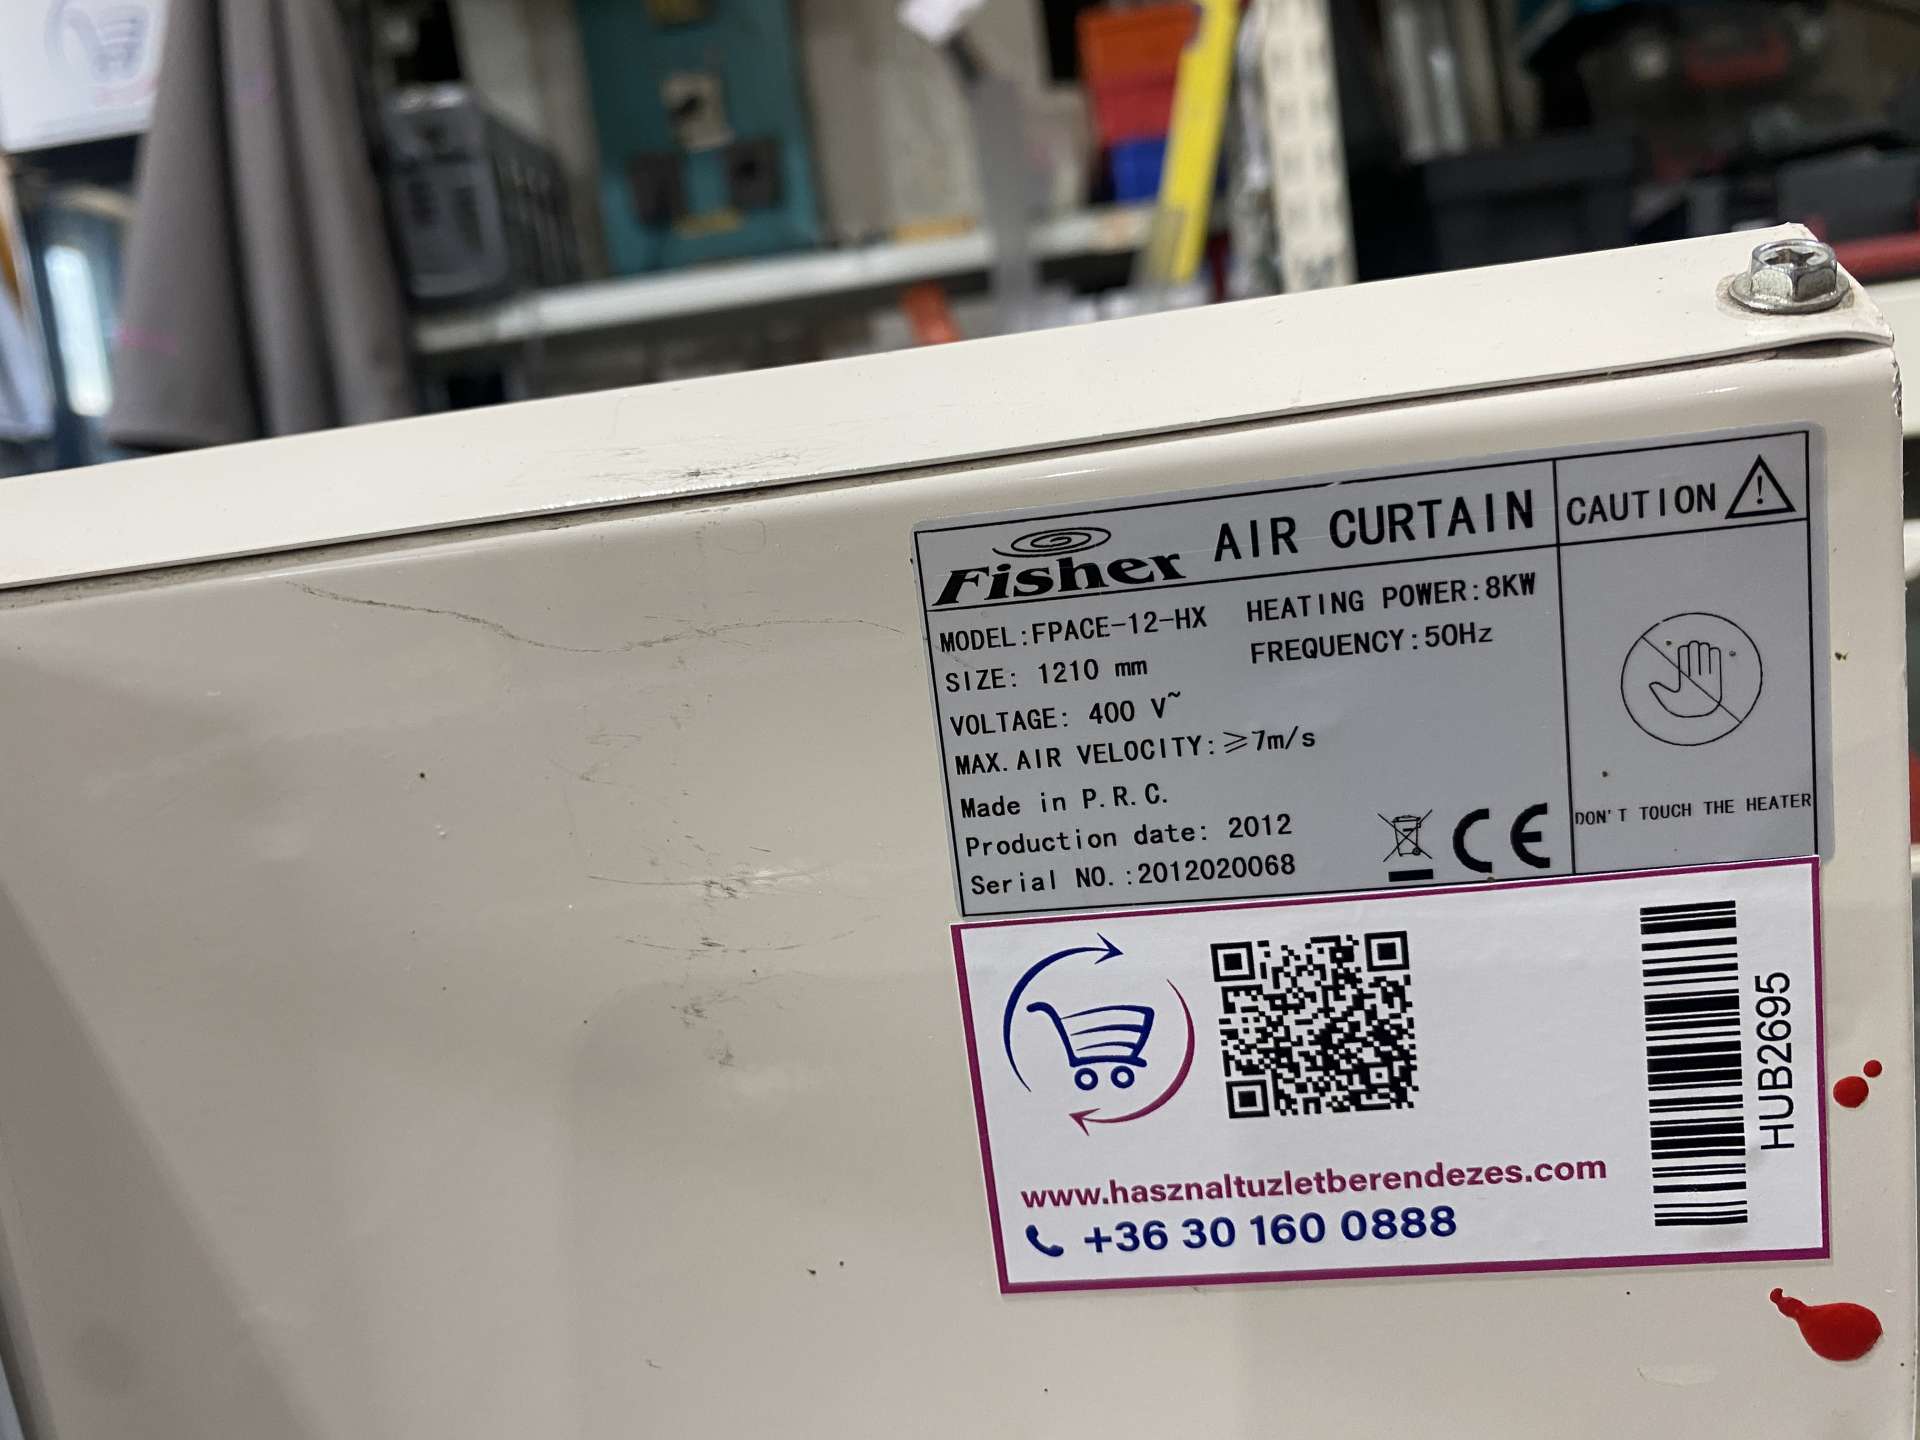 Fisher AIR CURTAIN
CAUTION
MODEL:FPACE-12-HX HEATING POWER:8KW
SIZE: 1210 mm FREQUENCY:50Hz
VOLTAGE: 400 V~
MAX.AIR VELOCITY:≥7m/s
Made in P.R.C.
Production date: 2012
Serial NO.:2012020068
CE
DON'T TOUCH THE HEATER
www.hasznaltuzletberendezes.com
+36 30 160 0888
HUB2695